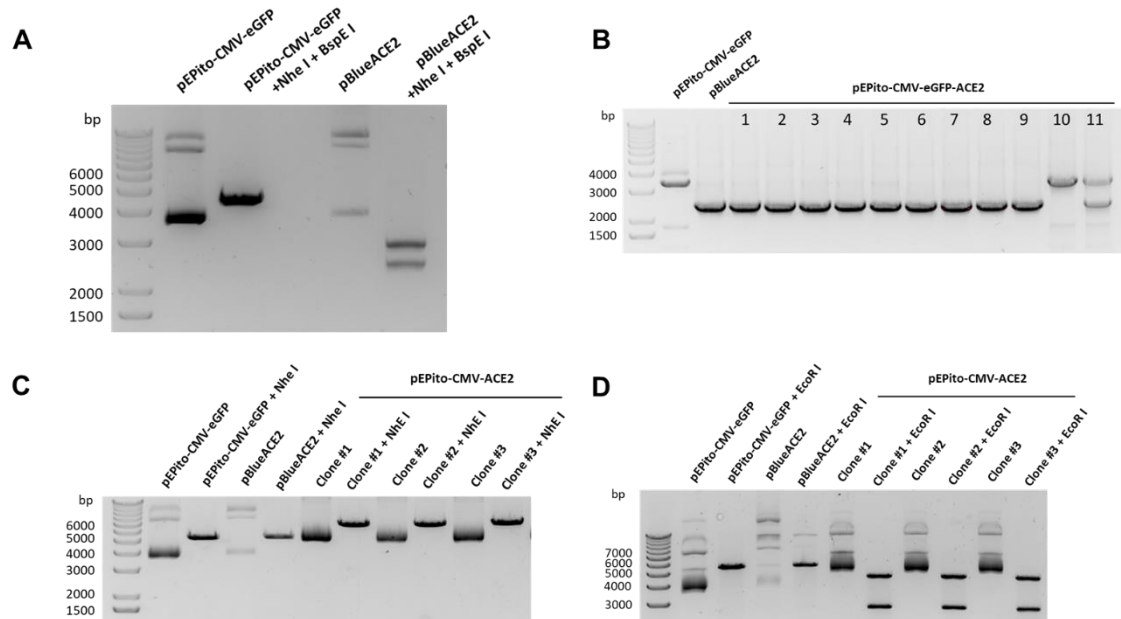 A
pEPito-CMV-eGFP
pEPito-CMV-eGFP
+Nhe I + BspE I
pBlueACE2
pBlueACE2
+Nhe I + BspE I
bp
6000
5000
4000
3000
2000
1500
B
pEPito-CMV-eGFP
pBlueACE2
pEPito-CMV-eGFP-ACE2
bp
1 2 3 4 5 6 7 8 9 10 11
4000
3000
2000
1500
C
pEPito-CMV-eGFP
pEPito-CMV-eGFP + Nhe I
pBlueACE2
pBlueACE2 + Nhe I
pEPito-CMV-ACE2
Clone #1
Clone #1 + NhE I
Clone #2
Clone #2 + NhE I
Clone #3
Clone #3 + NhE I
bp
6000
5000
4000
3000
2000
1500
D
pEPito-CMV-eGFP
pEPito-CMV-eGFP + EcoR I
pBlueACE2
pBlueACE2 + EcoR I
pEPito-CMV-ACE2
Clone #1
Clone #1 + EcoR I
Clone #2
Clone #2 + EcoR I
Clone #3
Clone #3 + EcoR I
bp
7000
6000
5000
4000
3000